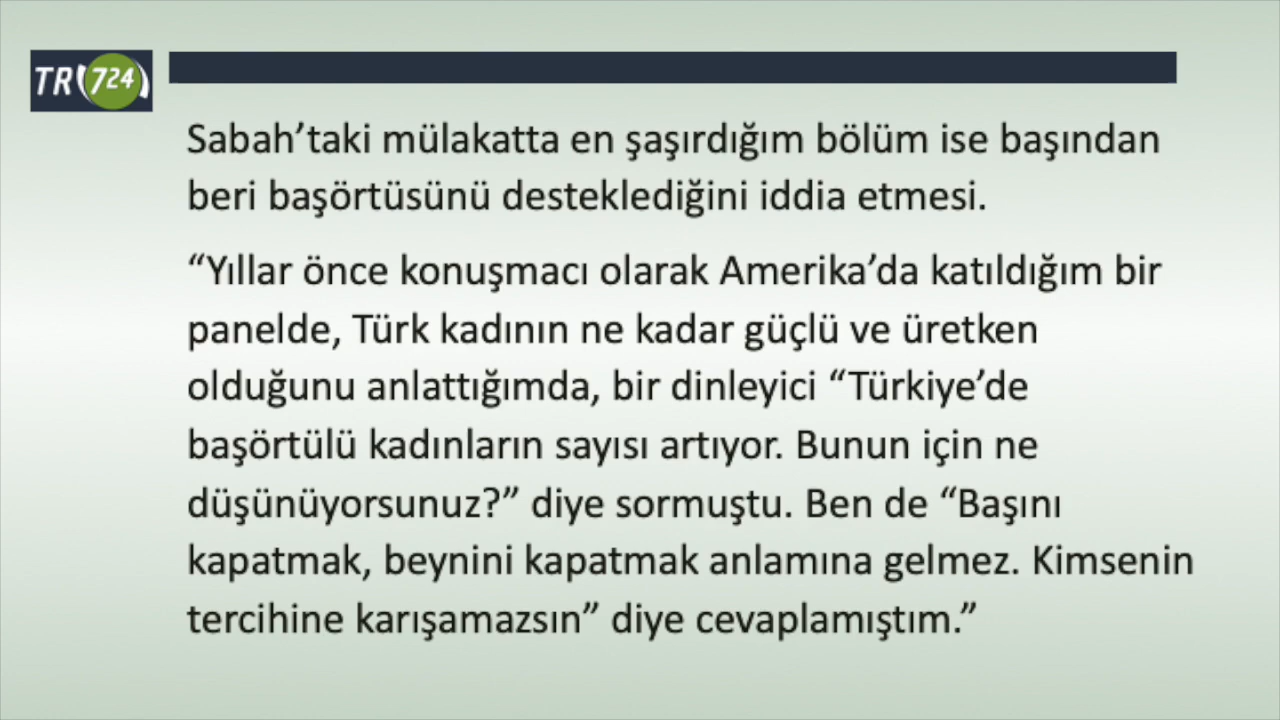 TR724
Sabah’taki mülakatta en şaşırdığım bölüm ise başından
beri başörtüsünü desteklediğini iddia etmesi.
“Yıllar önce konuşmacı olarak Amerika’da katıldığım bir
panelde, Türk kadının ne kadar güçlü ve üretken
olduğunu anlattığımda, bir dinleyici “Türkiye’de
başörtülü kadınların sayısı artıyor. Bunun için ne
düşünüyorsunuz?” diye sormuştu. Ben de “Başını
kapatmak, beynini kapatmak anlamına gelmez. Kimsenin
tercihine karışamazsın” diye cevaplamıştım.”